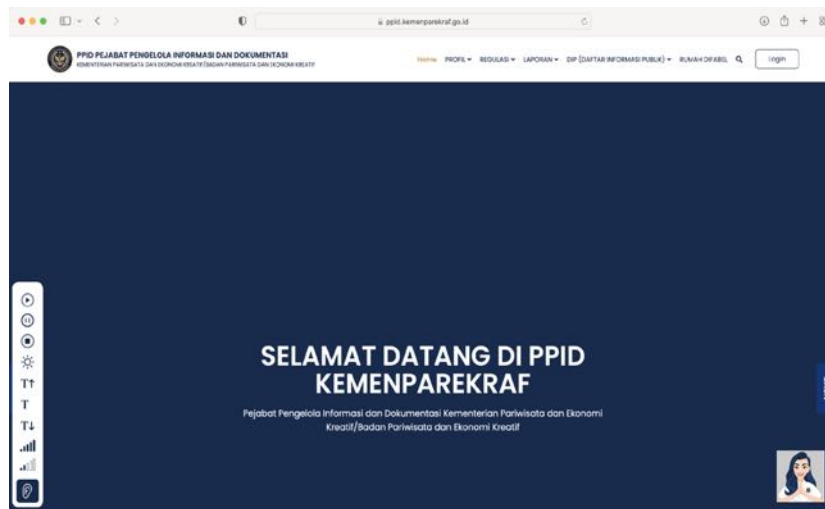 ppid.kemenparekraf.go.id
PPID PEJABAT PENGELOLA INFORMASI DAN DOKUMENTASI
KEMENTERIAN PARIWISATA DAN EKONOMI KREATIF/BADAN PARIWISATA DAN EKONOMI KREATIF
Home PROFIL REGULASI LAPORAN DIP (DAFTAR INFORMASI PUBLIK) RUMAH DIFABEL Login
T↑
T
T↓
SELAMAT DATANG DI PPID
KEMENPAREKRAF
Pejabat Pengelola Informasi dan Dokumentasi Kementerian Pariwisata dan Ekonomi
Kreatif/Badan Pariwisata dan Ekonomi Kreatif